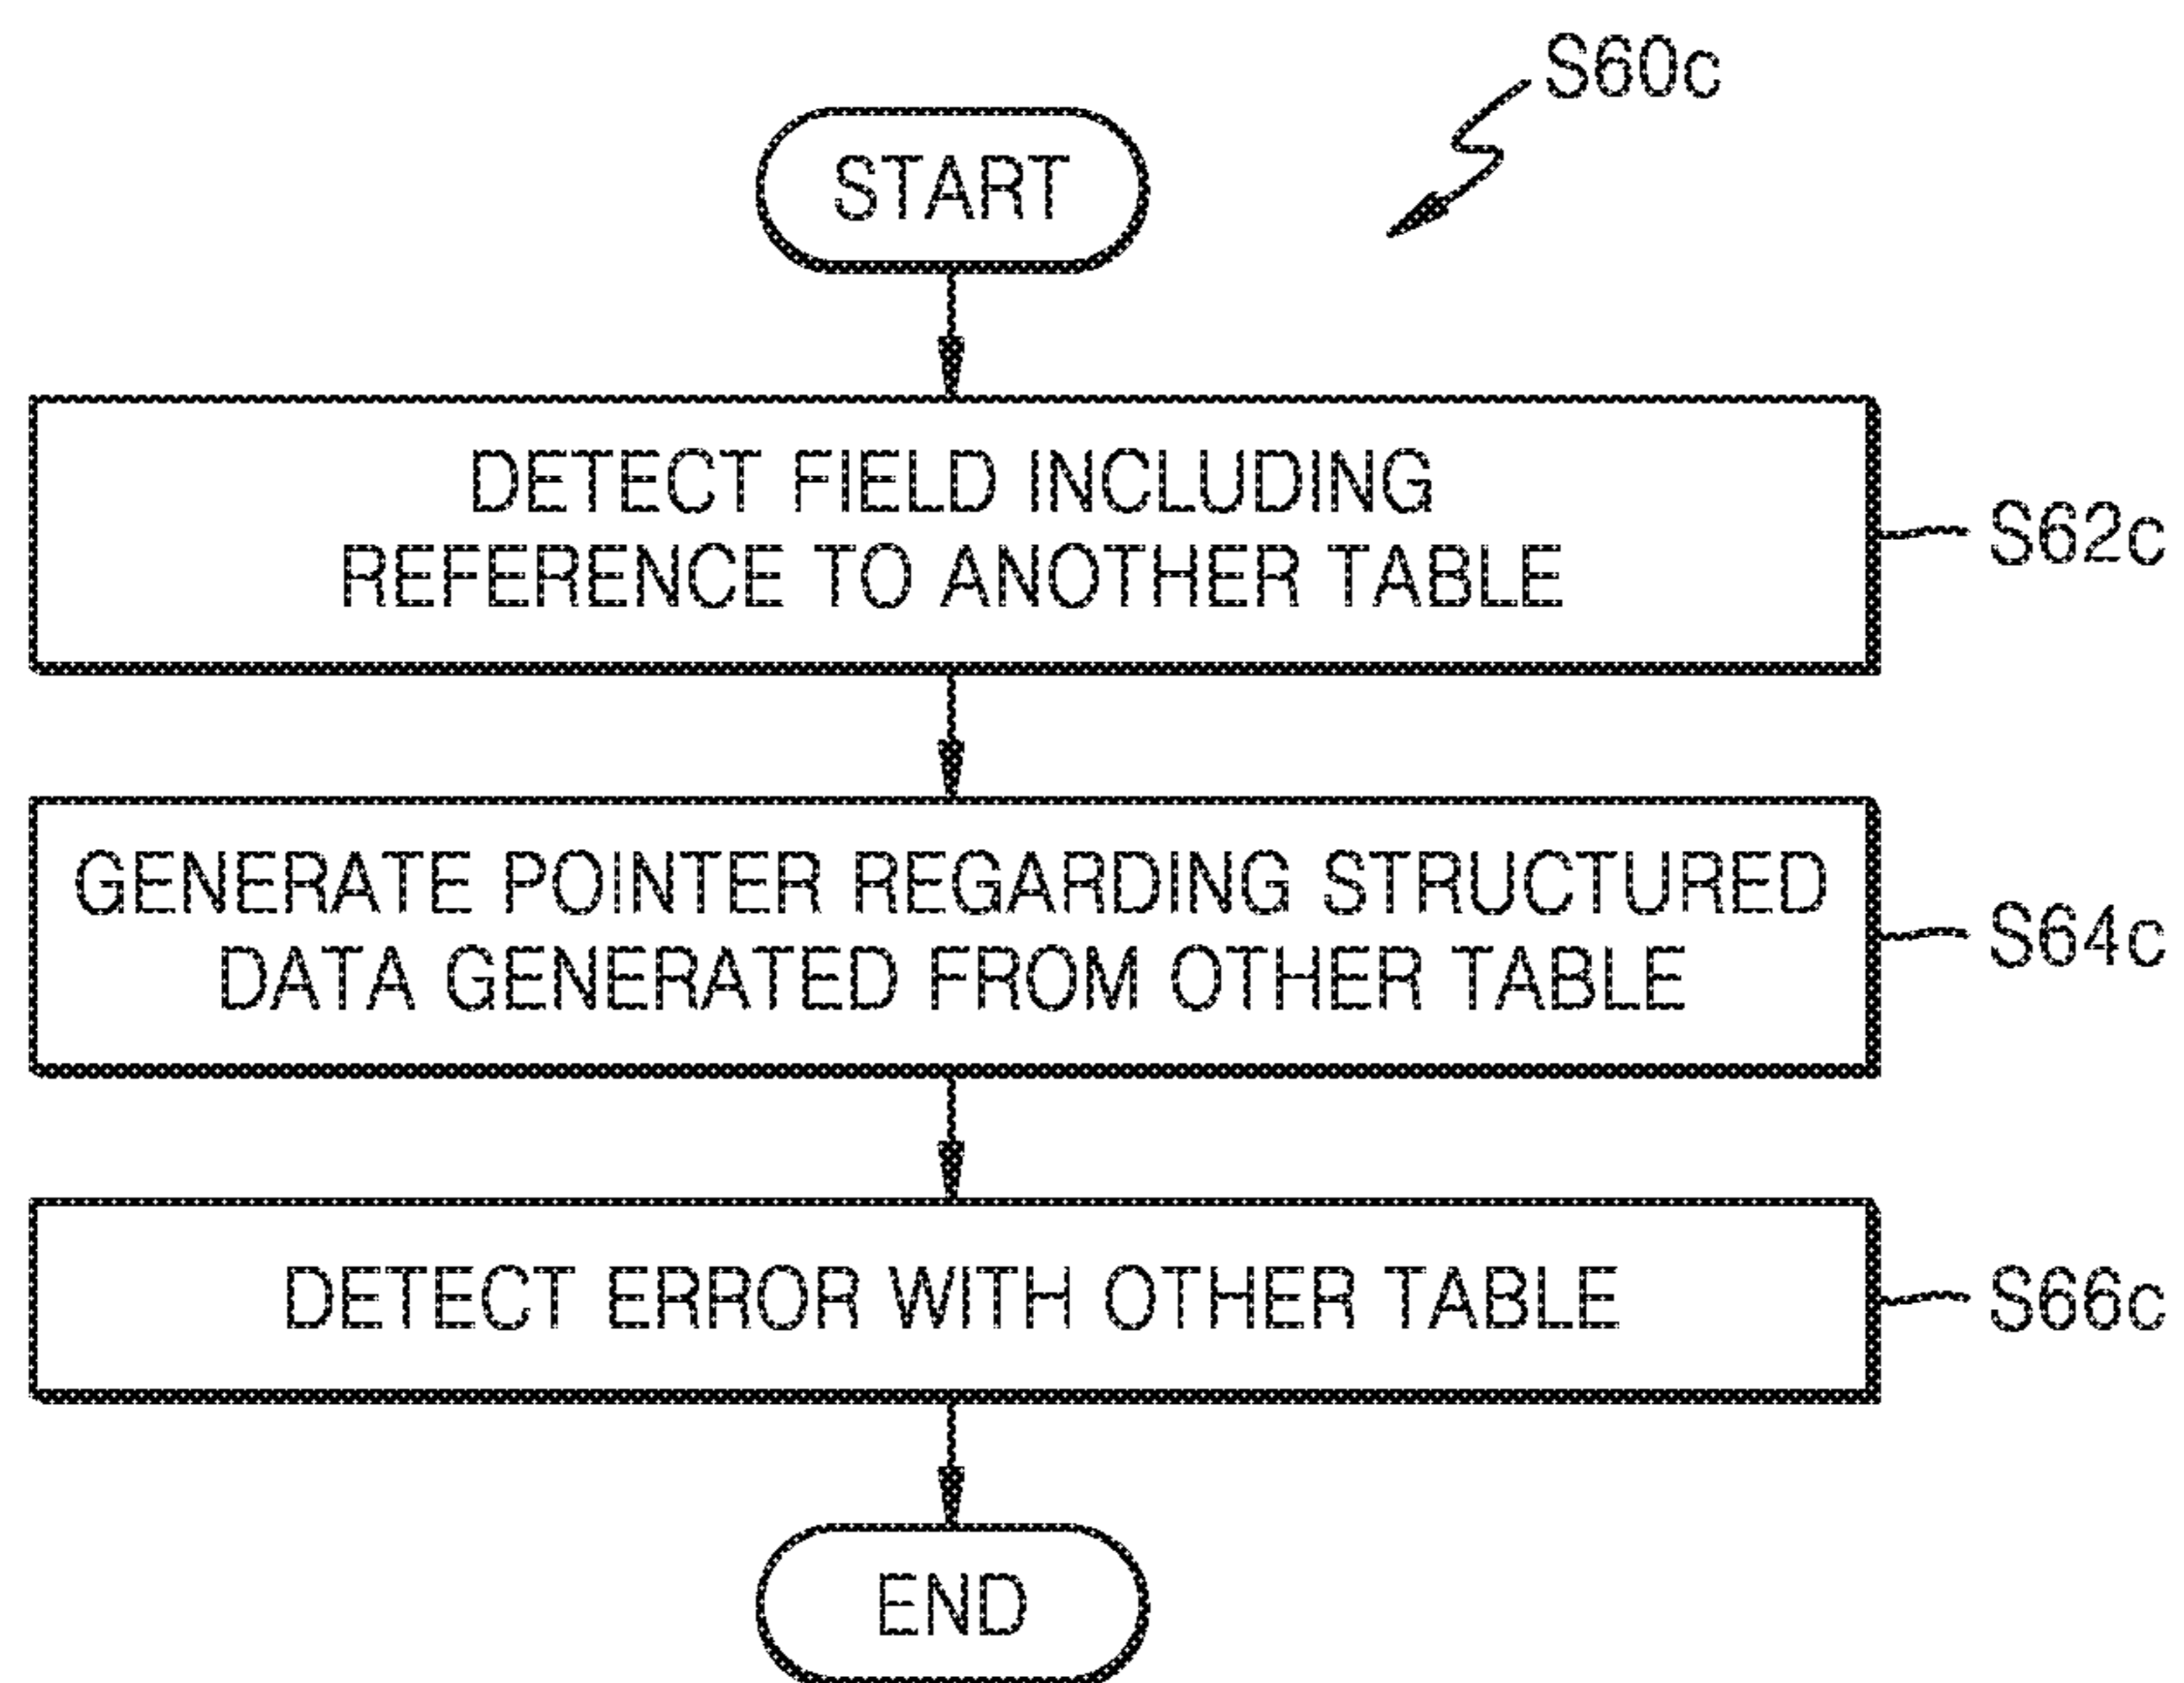 S60c
START
DETECT FIELD INCLUDING
REFERENCE TO ANOTHER TABLE
S62c
GENERATE POINTER REGARDING STRUCTURED
DATA GENERATED FROM OTHER TABLE
S64c
DETECT ERROR WITH OTHER TABLE
S66c
END